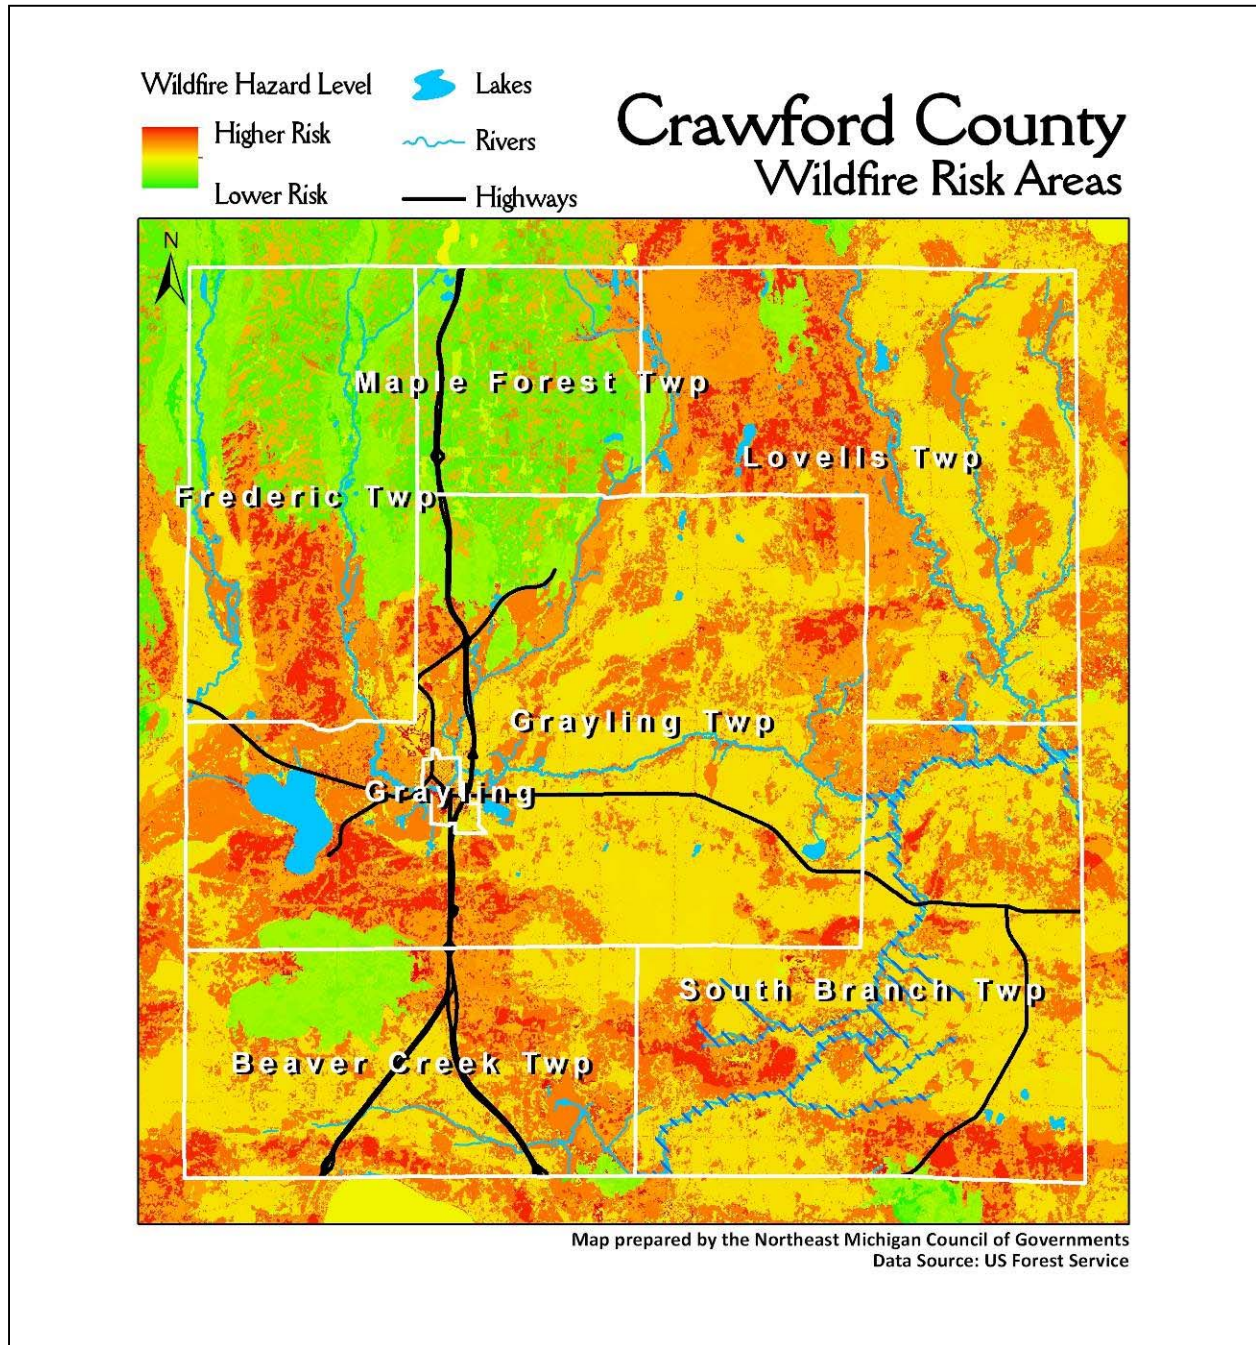 Wildfire Hazard Level
Higher Risk
Lower Risk
Lakes
Rivers
Highways
Crawford County
Wildfire Risk Areas
N
Maple Forest Twp
Lovells Twp
Frederic Twp
Grayling Twp
Grayling
South Branch Twp
Beaver Creek Twp
Map prepared by the Northeast Michigan Council of Governments
Data Source: US Forest Service